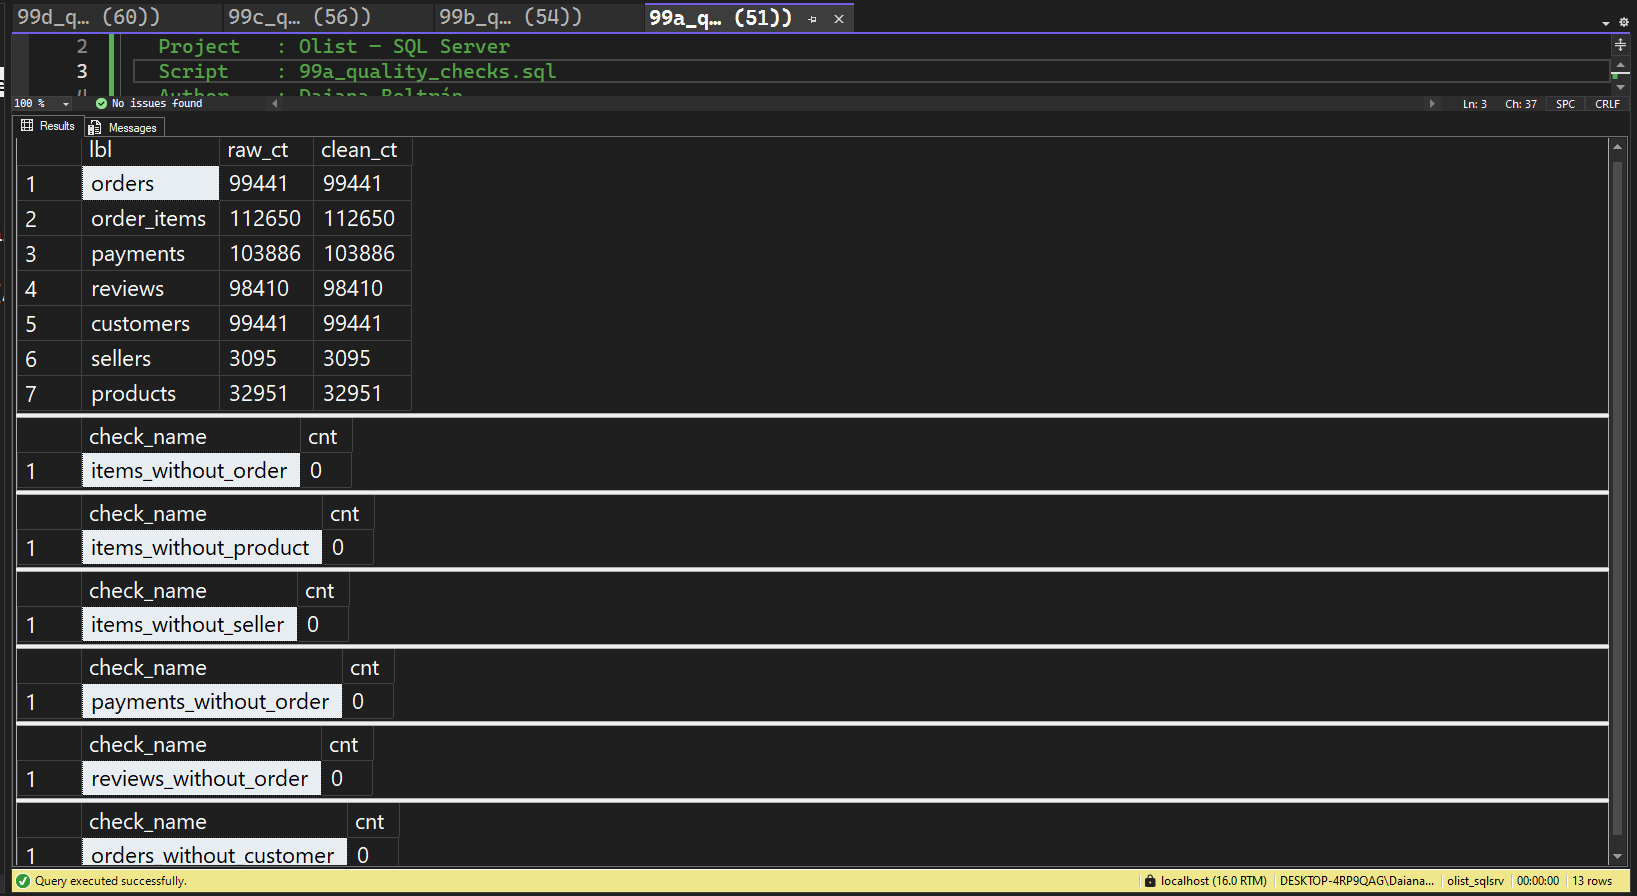 99d_q... (60)) 99c_q... (56)) 99b_q... (54)) 99a_q... (51))
2 Project : Olist – SQL Server
3 Script : 99a_quality_checks.sql
4 Author : Daiana Beltrán
100 % No issues found Ln: 3 Ch: 37 SPC CRLF
Results Messages
lbl raw_ct clean_ct
1 orders 99441 99441
2 order_items 112650 112650
3 payments 103886 103886
4 reviews 98410 98410
5 customers 99441 99441
6 sellers 3095 3095
7 products 32951 32951
check_name cnt
1 items_without_order 0
check_name cnt
1 items_without_product 0
check_name cnt
1 items_without_seller 0
check_name cnt
1 payments_without_order 0
check_name cnt
1 reviews_without_order 0
check_name cnt
1 orders_without_customer 0
Query executed successfully. localhost (16.0 RTM) DESKTOP-4RP9QAG\Daiana... olist_sqlsrv 00:00:00 13 rows